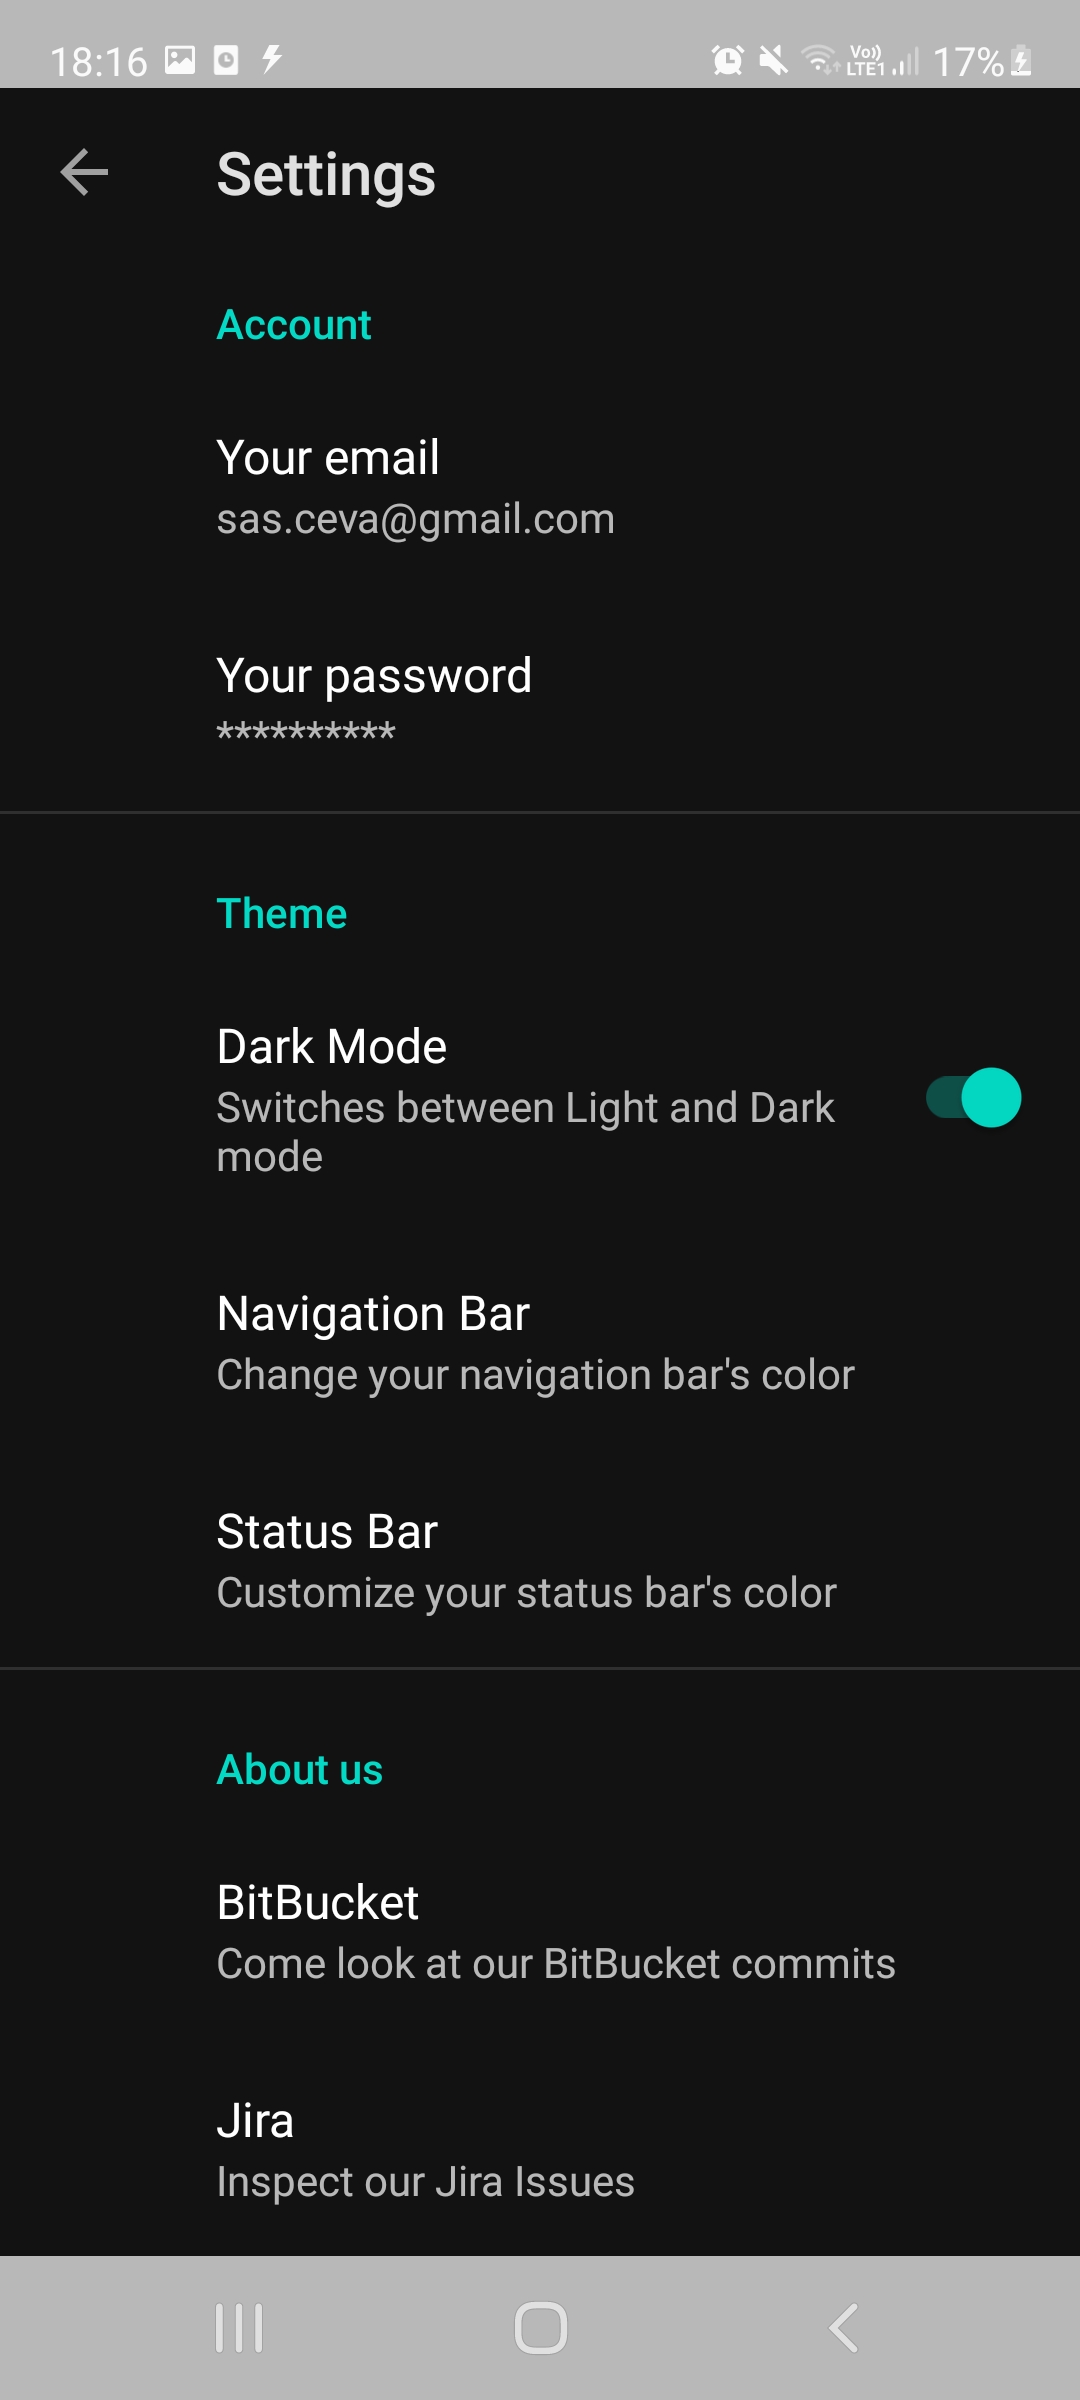 18:16 Vo)) LTE1 17%
Settings
Account
Your email
sas.ceva@gmail.com
Your password
**********
Theme
Dark Mode
Switches between Light and Dark
mode
Navigation Bar
Change your navigation bar's color
Status Bar
Customize your status bar's color
About us
BitBucket
Come look at our BitBucket commits
Jira
Inspect our Jira Issues